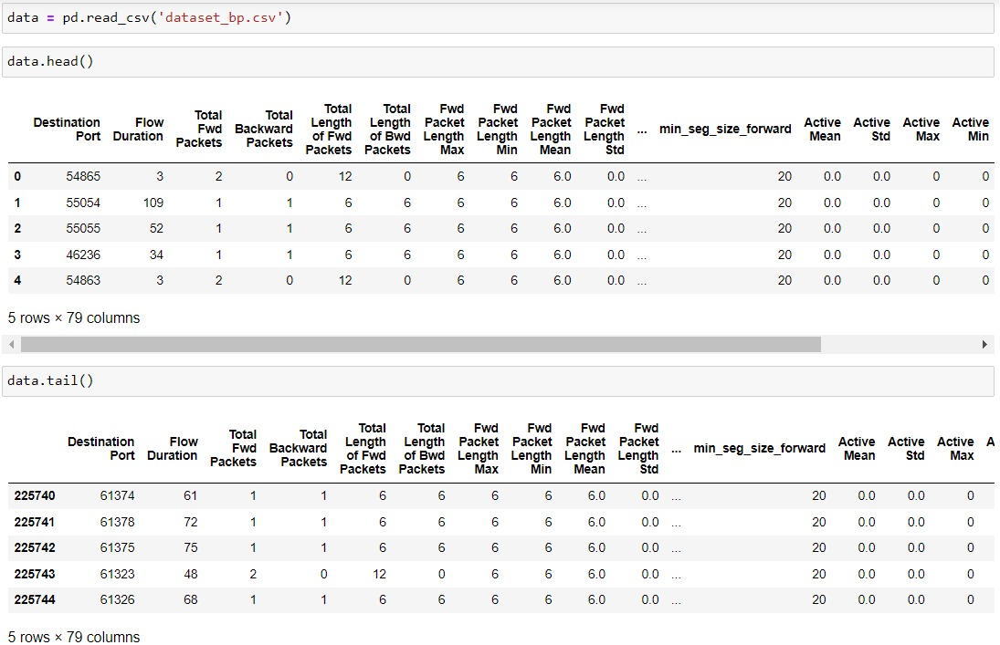 data = pd.read_csv('dataset_bp.csv')
data.head()
Destination Port Flow Duration Total Fwd Packets Total Backward Packets Total Length of Fwd Packets Total Length of Bwd Packets Fwd Packet Length Max Fwd Packet Length Min Fwd Packet Length Mean Fwd Packet Length Std ... min_seg_size_forward Active Mean Active Std Active Max Active Min
0 54865 3 2 0 12 0 6 6 6.0 0.0 ... 20 0.0 0.0 0 0
1 55054 109 1 1 6 6 6 6 6.0 0.0 ... 20 0.0 0.0 0 0
2 55055 52 1 1 6 6 6 6 6.0 0.0 ... 20 0.0 0.0 0 0
3 46236 34 1 1 6 6 6 6 6.0 0.0 ... 20 0.0 0.0 0 0
4 54863 3 2 0 12 0 6 6 6.0 0.0 ... 20 0.0 0.0 0 0
5 rows × 79 columns
data.tail()
Destination Port Flow Duration Total Fwd Packets Total Backward Packets Total Length of Fwd Packets Total Length of Bwd Packets Fwd Packet Length Max Fwd Packet Length Min Fwd Packet Length Mean Fwd Packet Length Std ... min_seg_size_forward Active Mean Active Std Active Max A
225740 61374 61 1 1 6 6 6 6 6.0 0.0 ... 20 0.0 0.0 0
225741 61378 72 1 1 6 6 6 6 6.0 0.0 ... 20 0.0 0.0 0
225742 61375 75 1 1 6 6 6 6 6.0 0.0 ... 20 0.0 0.0 0
225743 61323 48 2 0 12 0 6 6 6.0 0.0 ... 20 0.0 0.0 0
225744 61326 68 1 1 6 6 6 6 6.0 0.0 ... 20 0.0 0.0 0
5 rows × 79 columns